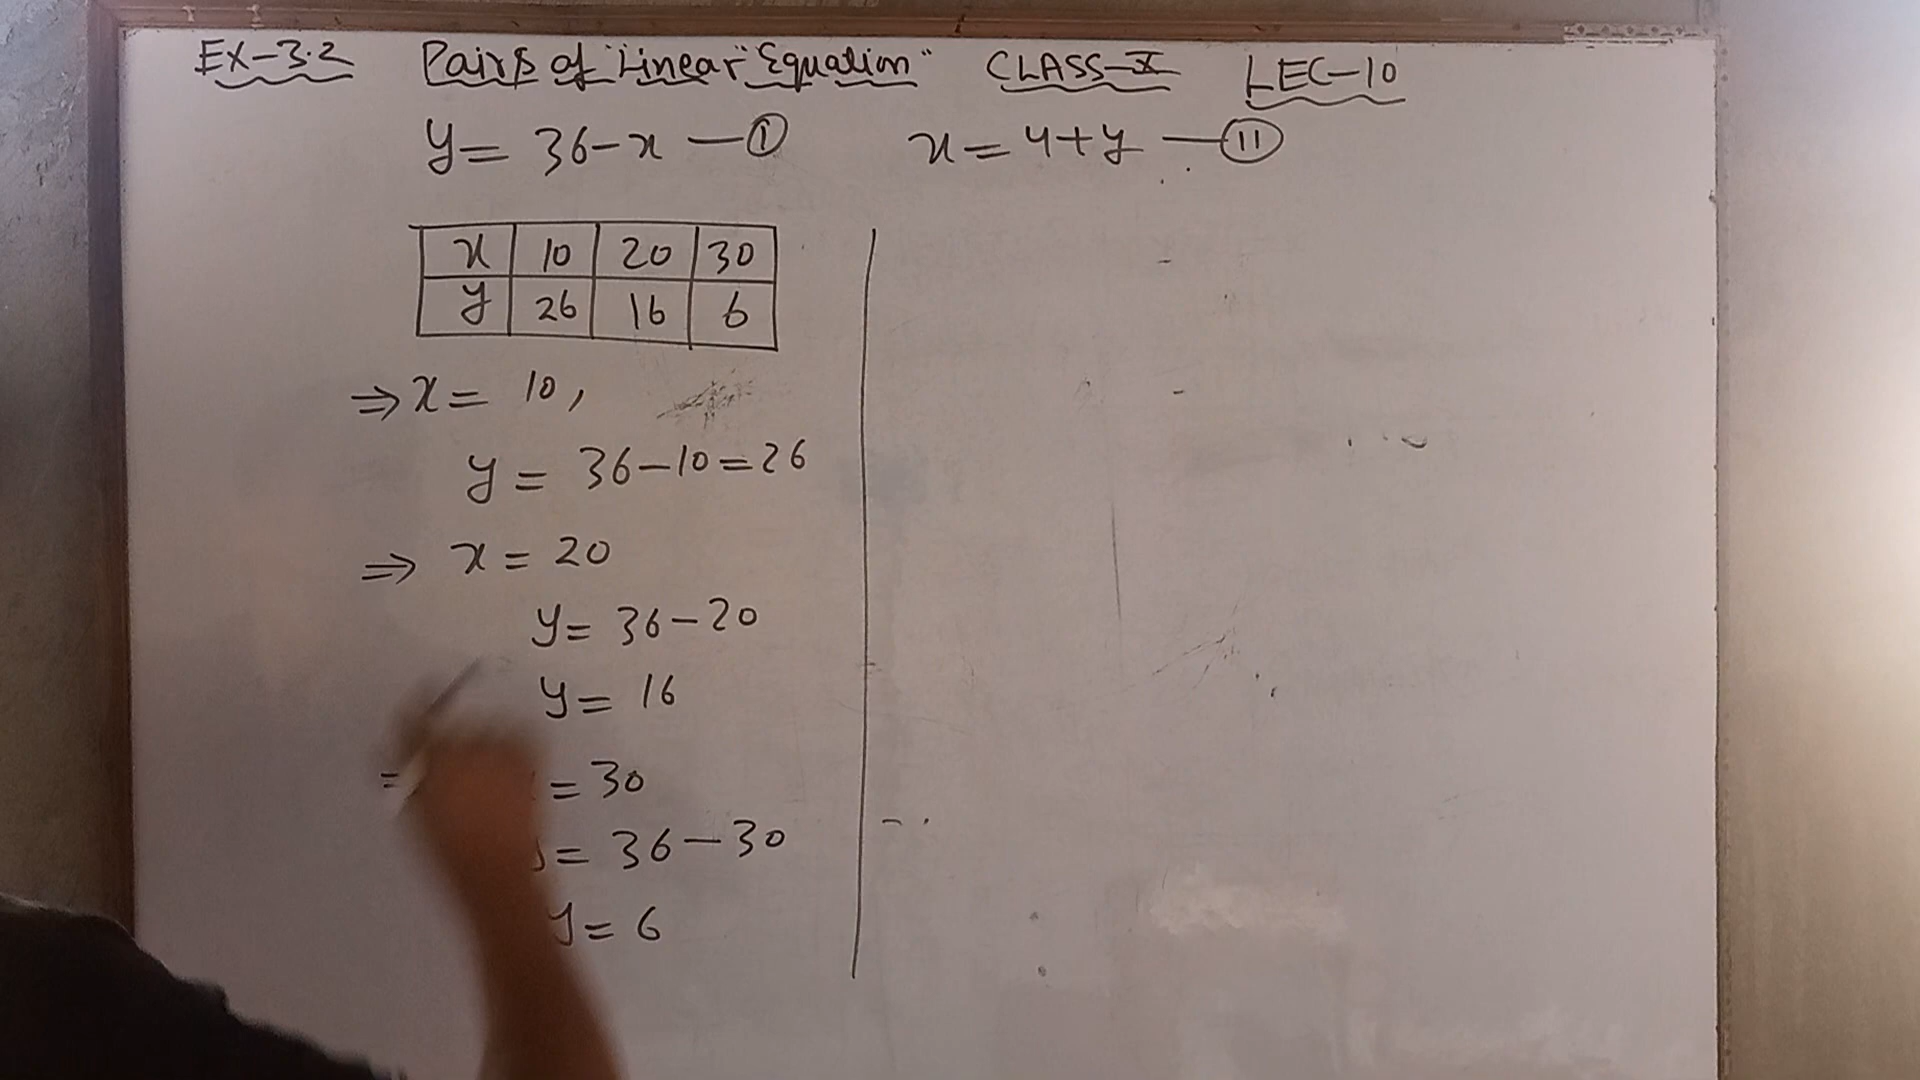 EX-3.2 Pairs of "Linear" Equation" CLASS-X LEC-10
y = 36-x —① x = 4+y —⑪
x 10 20 30
y 26 16 6
⇒ x = 10,
y = 36-10 = 26
⇒ x = 20
y = 36-20
y = 16
= 30
= 36-30
y = 6